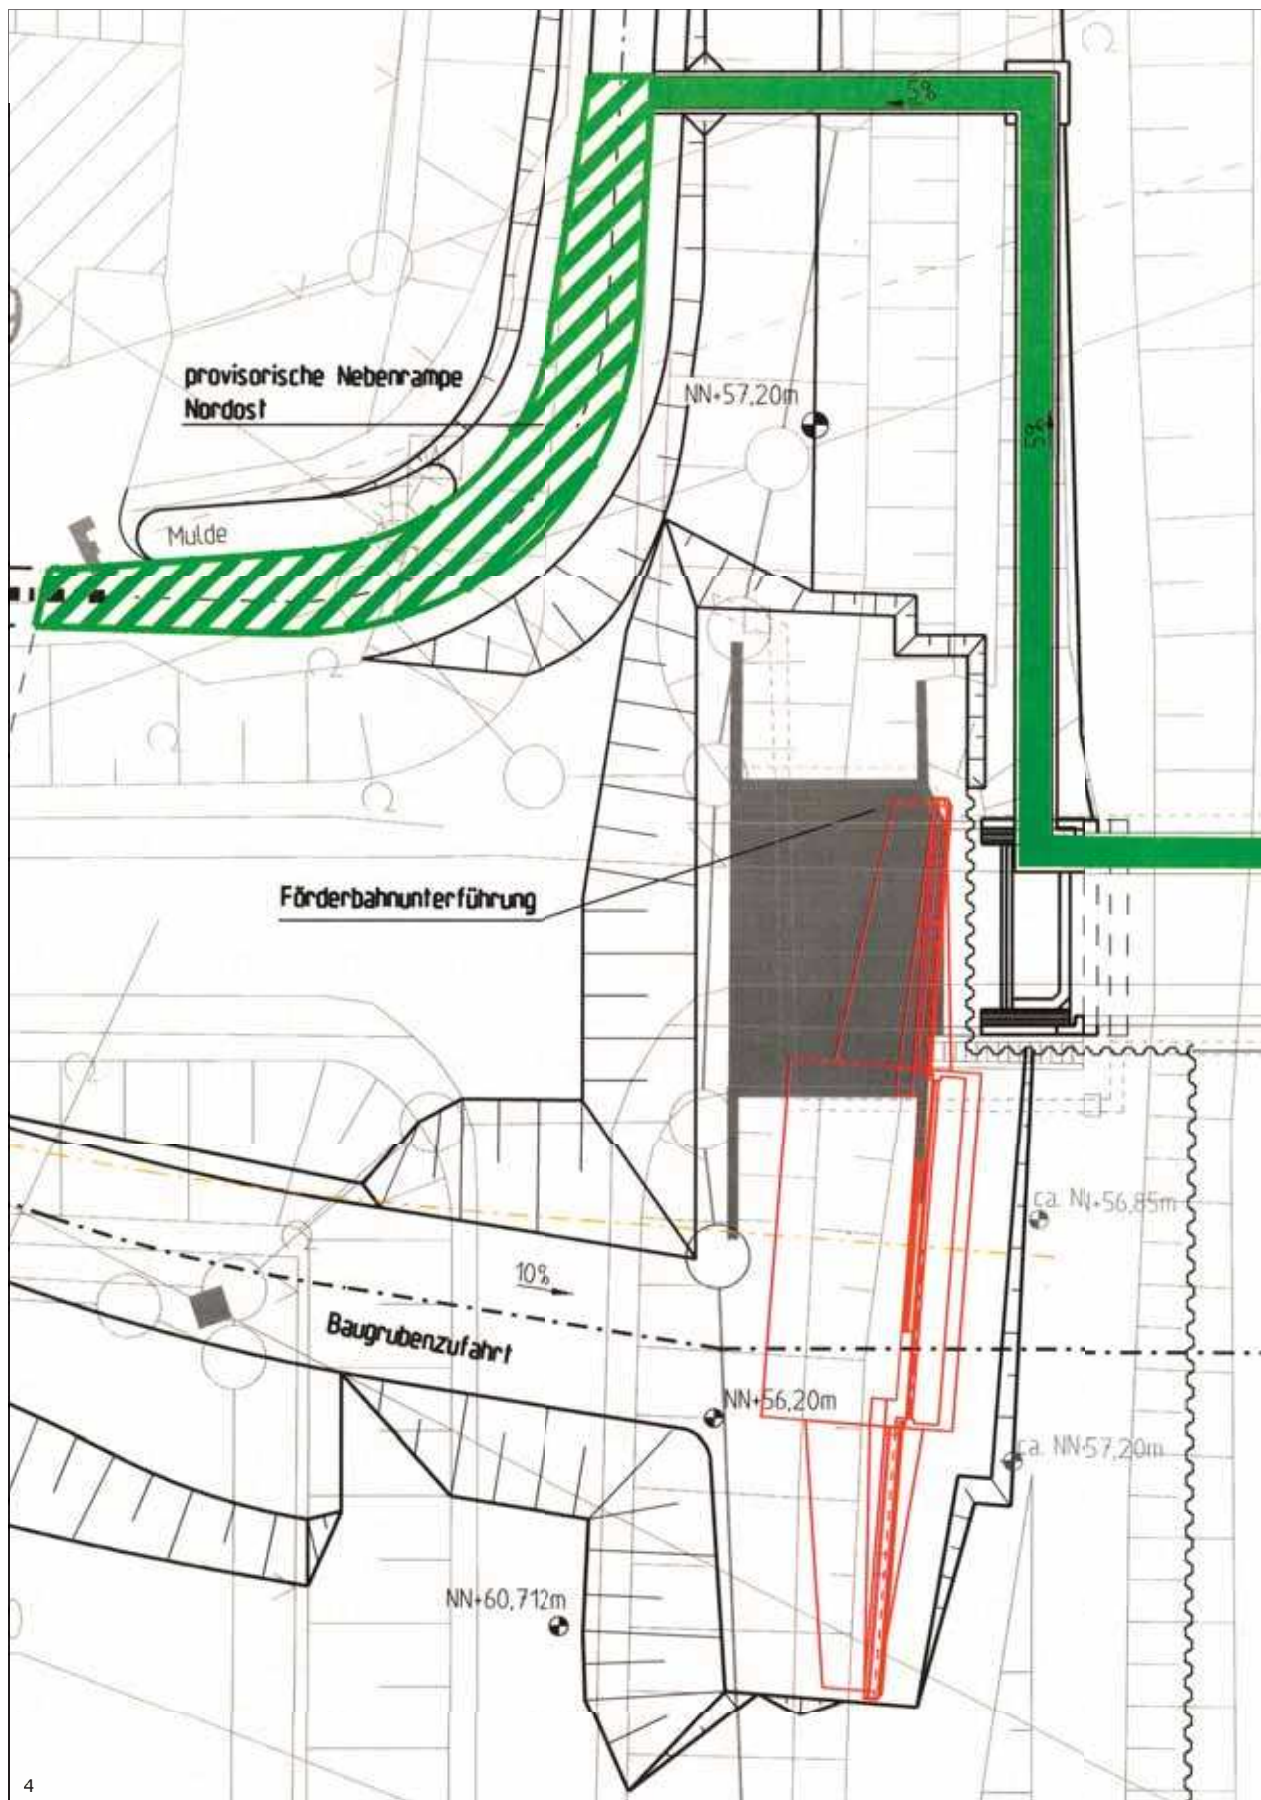 5%
provisorische Nebenrampe
Nordost
NN+57,20m
5%
Mulde
Förderbahnunterführung
ca. NN+56,85m
10%
Baugrubenzufahrt
NN+56,20m
ca. NN+57,20m
NN+60,712m
4